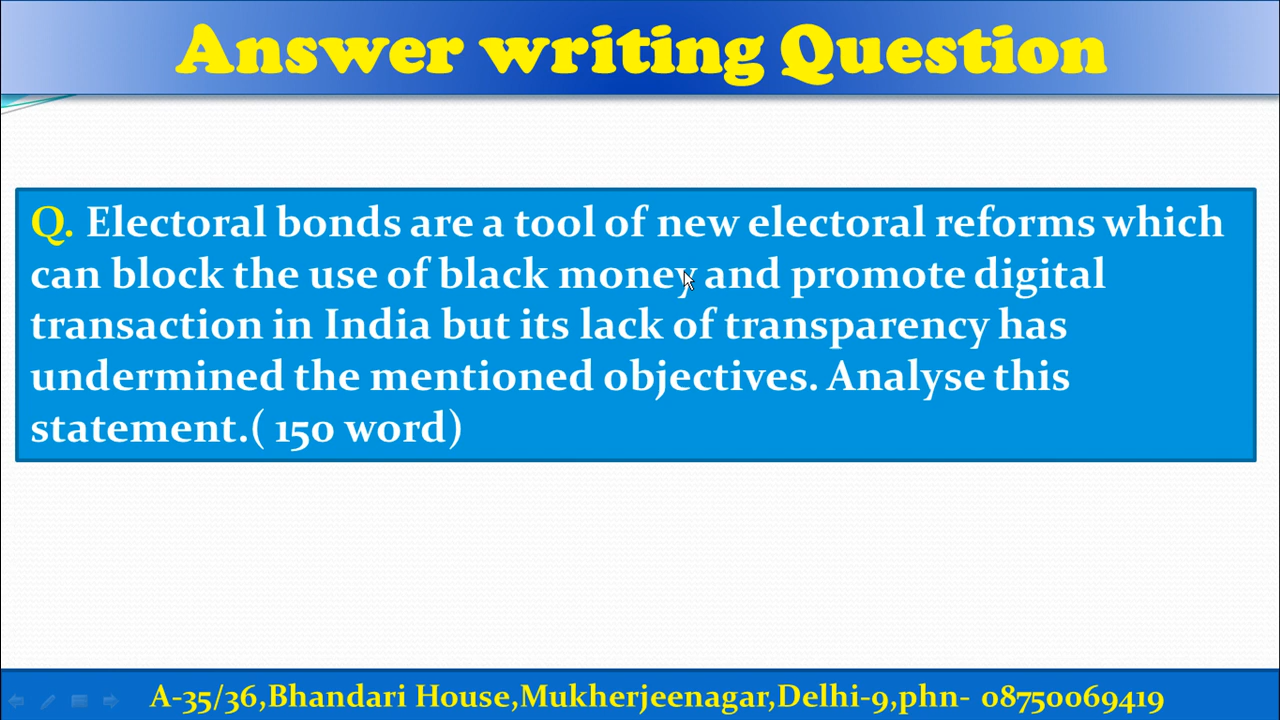 Answer writing Question
Q. Electoral bonds are a tool of new electoral reforms which
can block the use of black money and promote digital
transaction in India but its lack of transparency has
undermined the mentioned objectives. Analyse this
statement.( 150 word)
A-35/36,Bhandari House,Mukherjeenagar,Delhi-9,phn- 08750069419